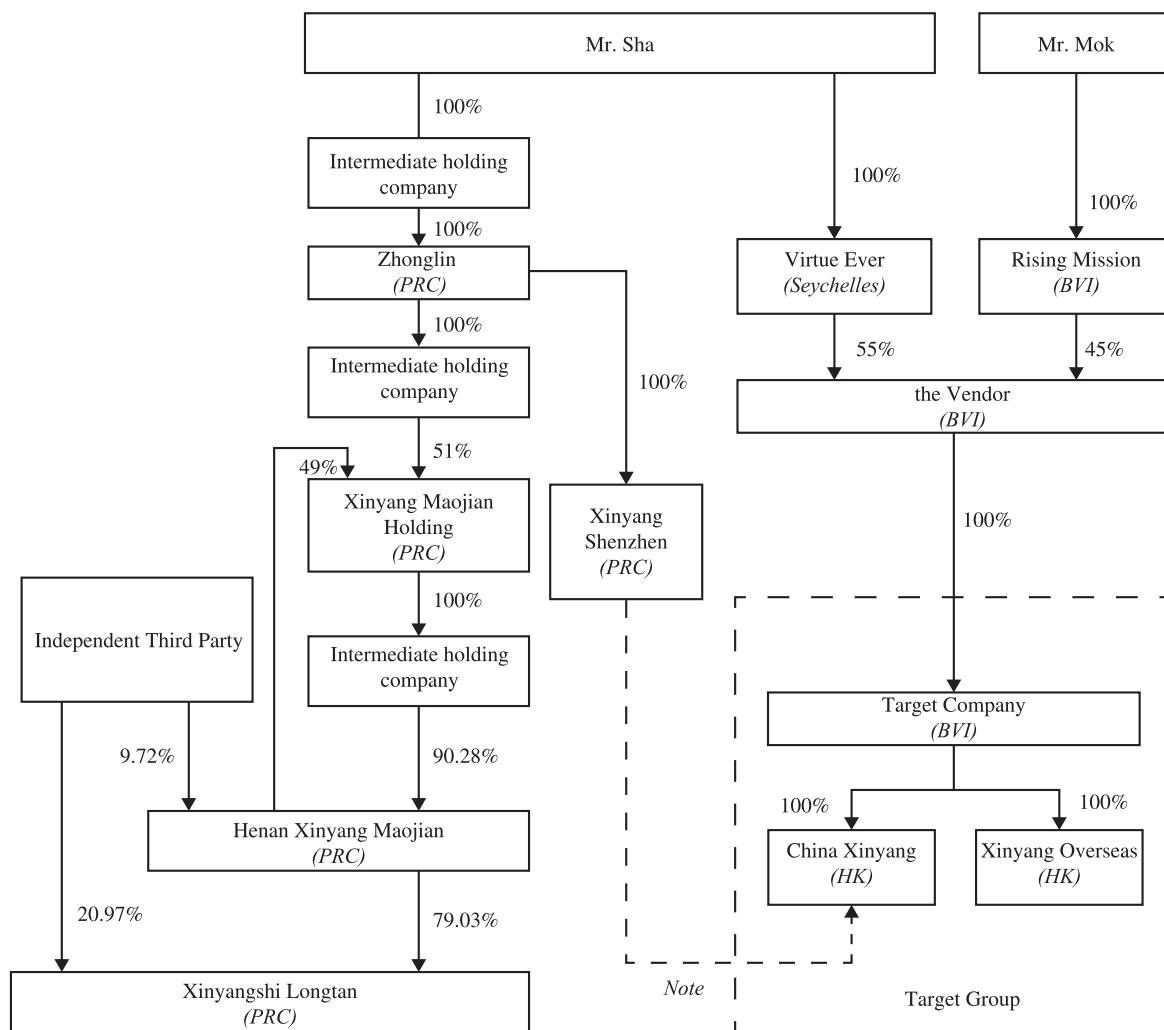 Mr. Sha
Mr. Mok
100%
Intermediate holding
company
100%
100%
100%
Zhonglin
(PRC)
Virtue Ever
(Seychelles)
Rising Mission
(BVI)
100%
55%
45%
Intermediate holding
company
100%
the Vendor
(BVI)
51%
49%
Xinyang Maojian
Holding
(PRC)
Xinyang
Shenzhen
(PRC)
100%
100%
Independent Third Party
Intermediate holding
company
Target Company
(BVI)
9.72%
90.28%
100%
100%
Henan Xinyang Maojian
(PRC)
China Xinyang
(HK)
Xinyang Overseas
(HK)
20.97%
79.03%
Xinyangshi Longtan
(PRC)
Note
Target Group